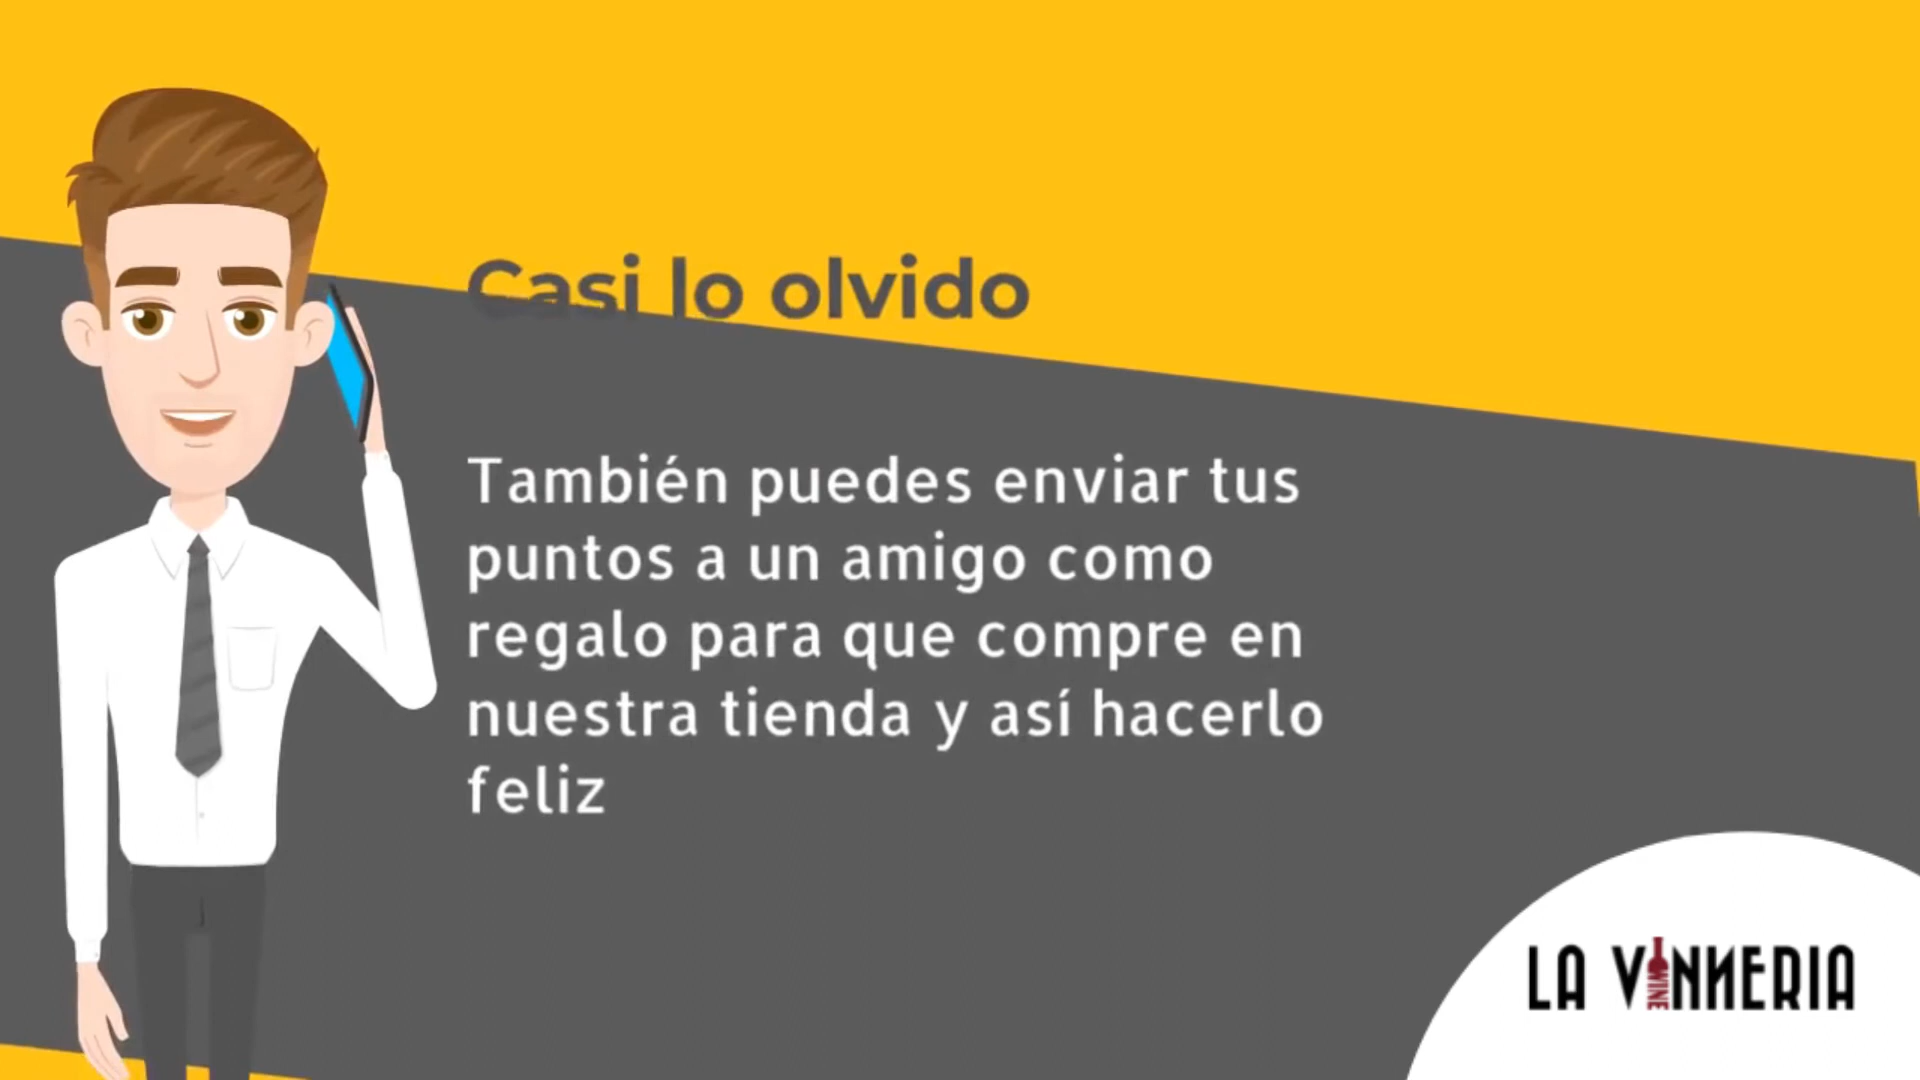 Casi lo olvido
También puedes enviar tus
puntos a un amigo como
regalo para que compre en
nuestra tienda y así hacerlo
feliz
LA VINNERIA
WINE